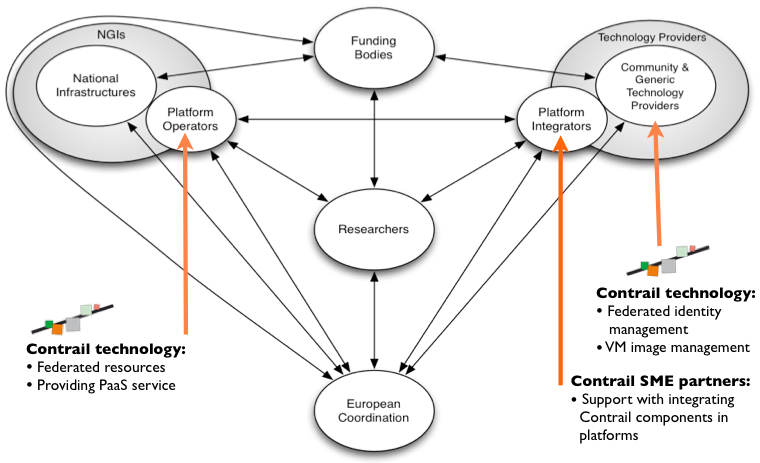 NGIs
Funding
Bodies
Technology Providers
National
Infrastructures
Community &
Generic
Technology
Providers
Platform
Operators
Platform
Integrators
Researchers
Contrail technology:
• Federated identity
management
• VM image management
Contrail technology:
• Federated resources
• Providing PaaS service
Contrail SME partners:
• Support with integrating
Contrail components in
platforms
European
Coordination